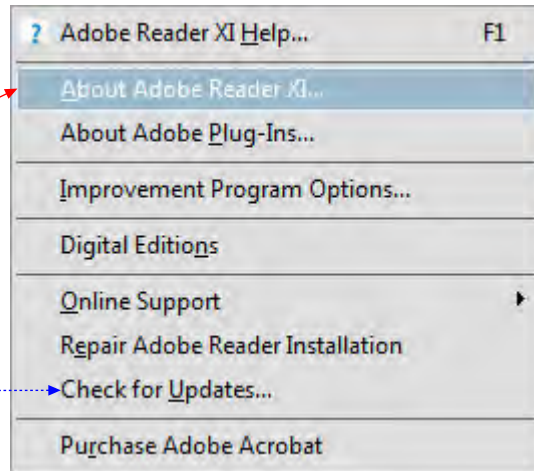 ? Adobe Reader XI Help... F1
About Adobe Reader XI...
About Adobe Plug-Ins...
Improvement Program Options...
Digital Editions
Online Support
Repair Adobe Reader Installation
Check for Updates...
Purchase Adobe Acrobat